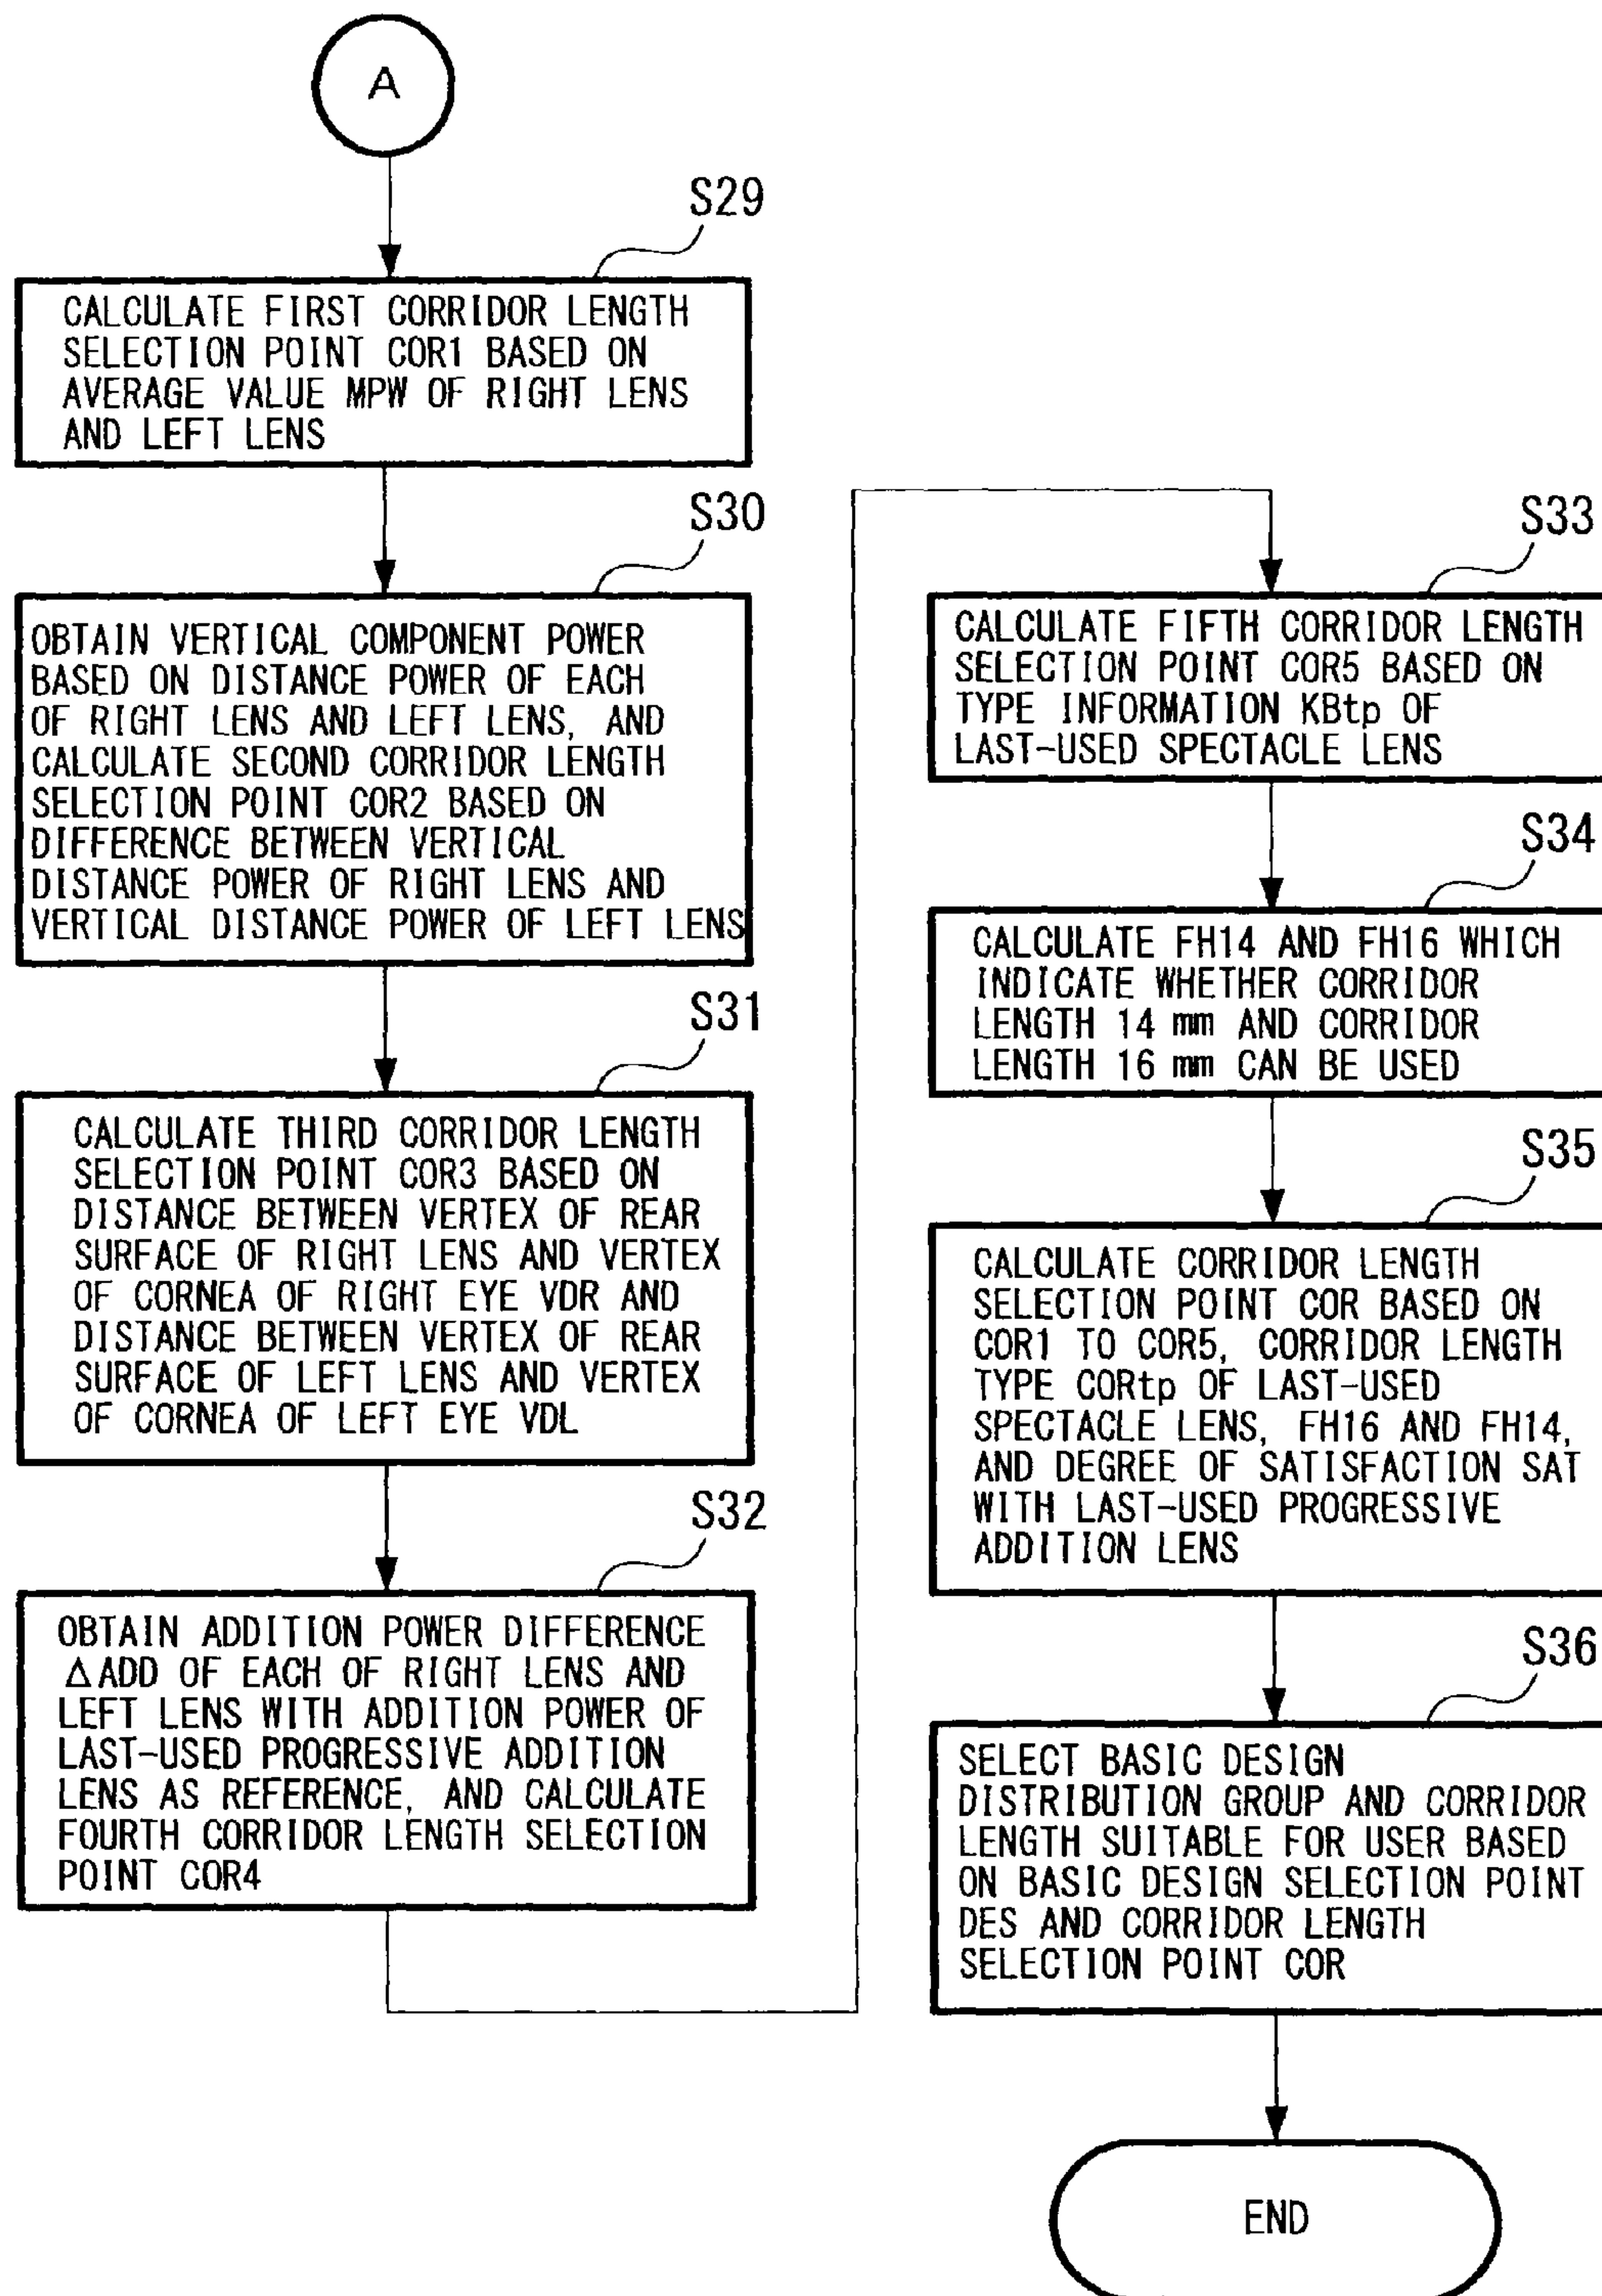 A
S29
CALCULATE FIRST CORRIDOR LENGTH
SELECTION POINT COR1 BASED ON
AVERAGE VALUE MPW OF RIGHT LENS
AND LEFT LENS
S30
OBTAIN VERTICAL COMPONENT POWER
BASED ON DISTANCE POWER OF EACH
OF RIGHT LENS AND LEFT LENS, AND
CALCULATE SECOND CORRIDOR LENGTH
SELECTION POINT COR2 BASED ON
DIFFERENCE BETWEEN VERTICAL
DISTANCE POWER OF RIGHT LENS AND
VERTICAL DISTANCE POWER OF LEFT LENS
S31
CALCULATE THIRD CORRIDOR LENGTH
SELECTION POINT COR3 BASED ON
DISTANCE BETWEEN VERTEX OF REAR
SURFACE OF RIGHT LENS AND VERTEX
OF CORNEA OF RIGHT EYE VDR AND
DISTANCE BETWEEN VERTEX OF REAR
SURFACE OF LEFT LENS AND VERTEX
OF CORNEA OF LEFT EYE VDL
S32
OBTAIN ADDITION POWER DIFFERENCE
ΔADD OF EACH OF RIGHT LENS AND
LEFT LENS WITH ADDITION POWER OF
LAST-USED PROGRESSIVE ADDITION
LENS AS REFERENCE, AND CALCULATE
FOURTH CORRIDOR LENGTH SELECTION
POINT COR4
S33
CALCULATE FIFTH CORRIDOR LENGTH
SELECTION POINT COR5 BASED ON
TYPE INFORMATION KBtp OF
LAST-USED SPECTACLE LENS
S34
CALCULATE FH14 AND FH16 WHICH
INDICATE WHETHER CORRIDOR
LENGTH 14 mm AND CORRIDOR
LENGTH 16 mm CAN BE USED
S35
CALCULATE CORRIDOR LENGTH
SELECTION POINT COR BASED ON
COR1 TO COR5, CORRIDOR LENGTH
TYPE CORtp OF LAST-USED
SPECTACLE LENS, FH16 AND FH14,
AND DEGREE OF SATISFACTION SAT
WITH LAST-USED PROGRESSIVE
ADDITION LENS
S36
SELECT BASIC DESIGN
DISTRIBUTION GROUP AND CORRIDOR
LENGTH SUITABLE FOR USER BASED
ON BASIC DESIGN SELECTION POINT
DES AND CORRIDOR LENGTH
SELECTION POINT COR
END